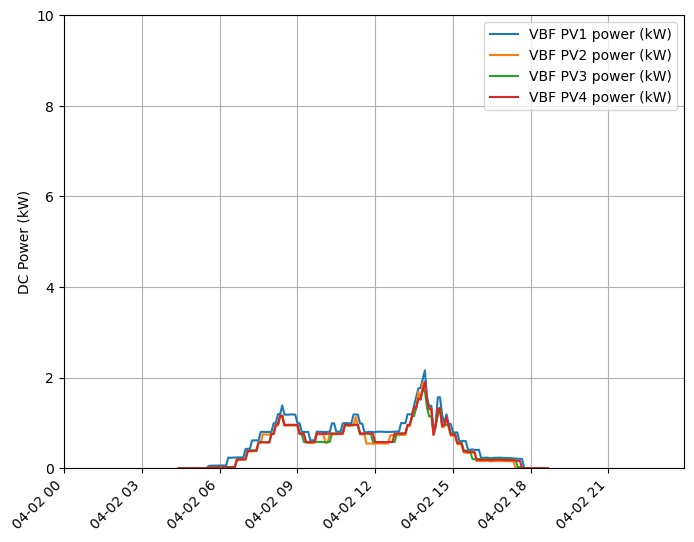 10
8
6
4
2
0
DC Power (kW)
VBF PV1 power (kW)
VBF PV2 power (kW)
VBF PV3 power (kW)
VBF PV4 power (kW)
04-02 00
04-02 03
04-02 06
04-02 09
04-02 12
04-02 15
04-02 18
04-02 21